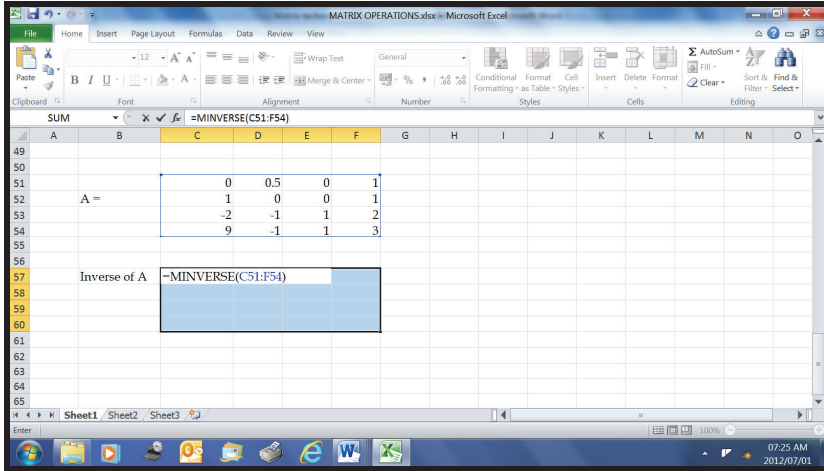 MATRIX OPERATIONS.xlsx - Microsoft Excel
File Home Insert Page Layout Formulas Data Review View
12 A A Wrap Text General Σ AutoSum
Fill
Paste B I U A Merge & Center % , Conditional Format Cell Insert Delete Format Clear Sort & Find &
Formatting as Table Styles Filter Select
Clipboard Font Alignment Number Styles Cells Editing
SUM fx =MINVERSE(C51:F54)
A B C D E F G H I J K L M N O
49
50
51 0 0.5 0 1
52 A = 1 0 0 1
53 -2 -1 1 2
54 9 -1 1 3
55
56
57 Inverse of A =MINVERSE(C51:F54)
58
59
60
61
62
63
64
65
Sheet1 Sheet2 Sheet3
Enter 100%
07:25 AM
2012/07/01